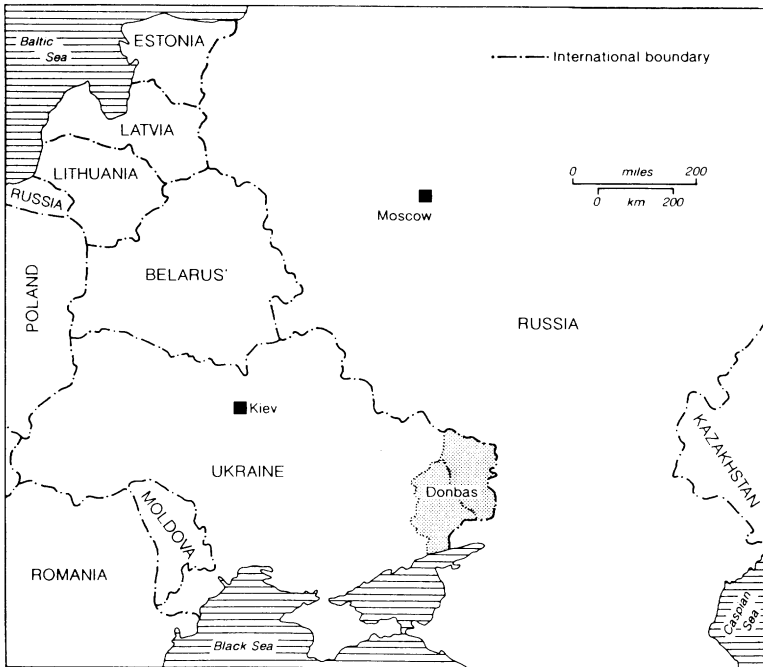 Baltic
Sea
ESTONIA
International boundary
LATVIA
LITHUANIA
RUSSIA
0 miles 200
0 km 200
Moscow
BELARUS'
POLAND
RUSSIA
Kiev
KAZAKHSTAN
UKRAINE
Donbas
MOLDOVA
ROMANIA
Caspian
Sea
Black Sea